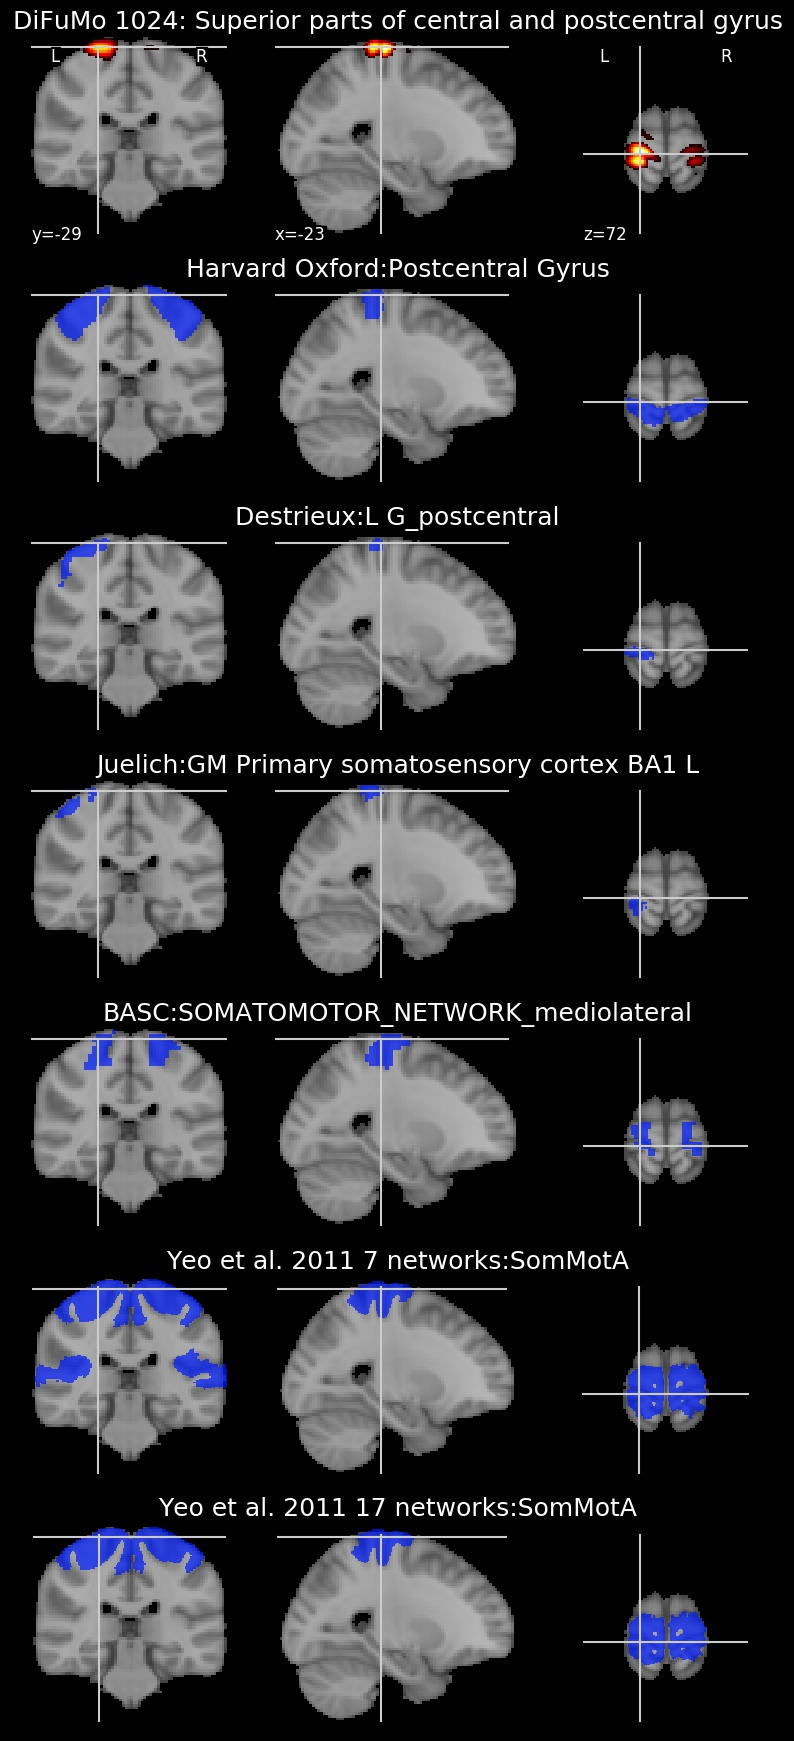 DiFuMo 1024: Superior parts of central and postcentral gyrus
L R L R
y=-29 x=-23 z=72
Harvard Oxford:Postcentral Gyrus
Destrieux:L G_postcentral
Juelich:GM Primary somatosensory cortex BA1 L
BASC:SOMATOMOTOR_NETWORK_mediolateral
Yeo et al. 2011 7 networks:SomMotA
Yeo et al. 2011 17 networks:SomMotA